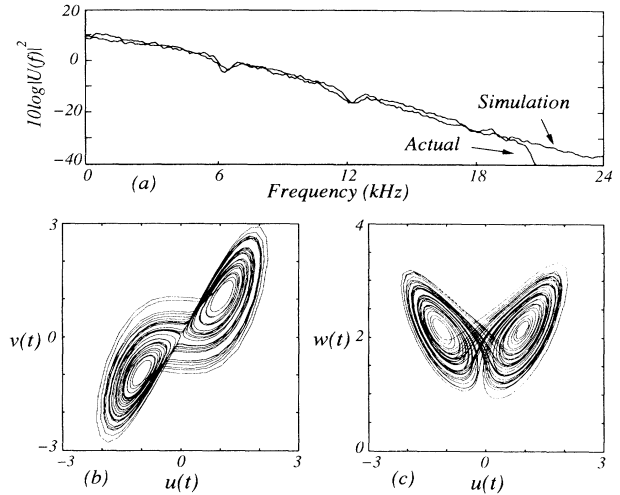 20
0
−20
−40
10log|U(f)|²
Simulation
Actual
0 6 12 18 24
(a) Frequency (kHz)
3
v(t) 0
−3
−3 0 3
(b) u(t)
4
w(t) 2
0
−3 0 3
(c) u(t)